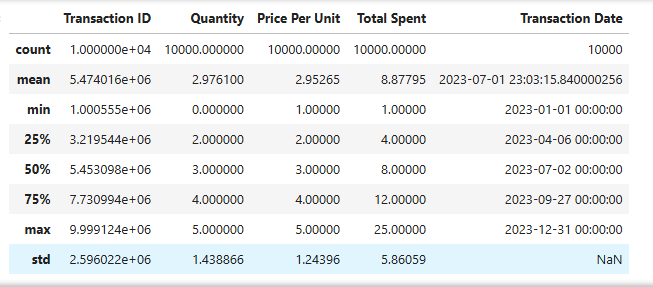 Transaction ID Quantity Price Per Unit Total Spent Transaction Date
count 1.000000e+04 10000.000000 10000.00000 10000.00000 10000
mean 5.474016e+06 2.976100 2.95265 8.87795 2023-07-01 23:03:15.840000256
min 1.000555e+06 0.000000 1.00000 1.00000 2023-01-01 00:00:00
25% 3.219544e+06 2.000000 2.00000 4.00000 2023-04-06 00:00:00
50% 5.453098e+06 3.000000 3.00000 8.00000 2023-07-02 00:00:00
75% 7.730994e+06 4.000000 4.00000 12.00000 2023-09-27 00:00:00
max 9.999124e+06 5.000000 5.00000 25.00000 2023-12-31 00:00:00
std 2.596022e+06 1.438866 1.24396 5.86059 NaN